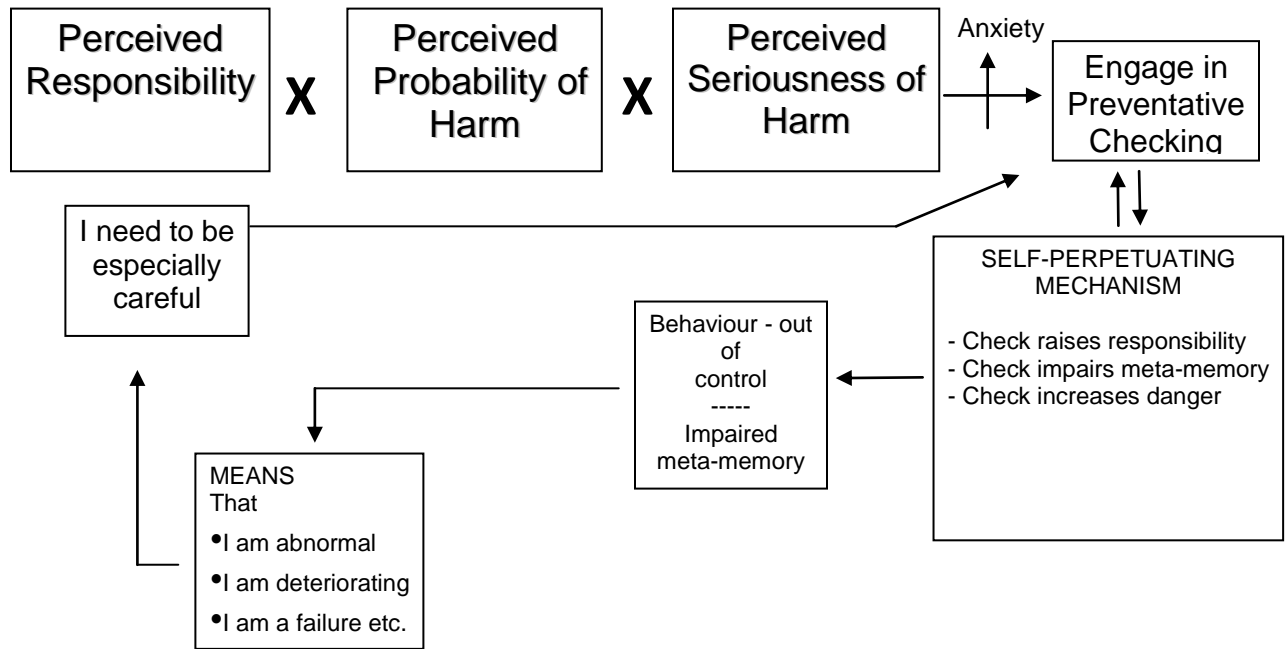 Perceived
Responsibility
X
Perceived
Probability of
Harm
X
Perceived
Seriousness of
Harm
Anxiety
Engage in
Preventative
Checking
I need to be
especially
careful
SELF-PERPETUATING
MECHANISM
- Check raises responsibility
- Check impairs meta-memory
- Check increases danger
Behaviour - out
of
control
-----
Impaired
meta-memory
MEANS
That
•I am abnormal
•I am deteriorating
•I am a failure etc.